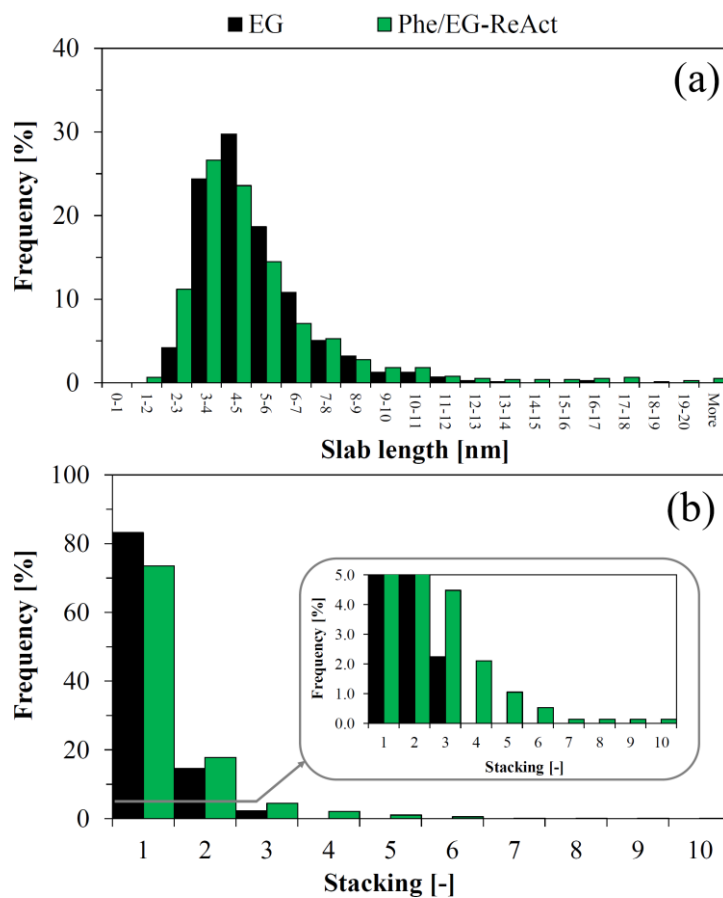 EG Phe/EG-ReAct
(a)
Frequency [%]
40
30
20
10
0
0-1 1-2 2-3 3-4 4-5 5-6 6-7 7-8 8-9 9-10 10-11 11-12 12-13 13-14 14-15 15-16 16-17 17-18 18-19 19-20 More
Slab length [nm]
(b)
Frequency [%]
100
80
60
40
20
0
Frequency [%]
5.0
4.0
3.0
2.0
1.0
0.0
1 2 3 4 5 6 7 8 9 10
Stacking [-]
1 2 3 4 5 6 7 8 9 10
Stacking [-]